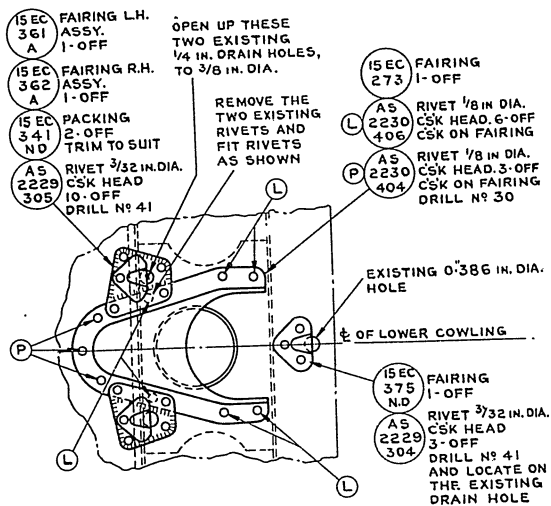 15 EC
361
A
FAIRING L.H.
ASSY.
1-OFF
15 EC
362
A
FAIRING R.H.
ASSY.
1-OFF
15 EC
341
ND
PACKING
2-OFF
TRIM TO SUIT
AS
2229
305
RIVET 3/32 IN. DIA.
C'SK HEAD
10-OFF
DRILL Nº 41
OPEN UP THESE
TWO EXISTING
1/4 IN. DRAIN HOLES,
TO 3/8 IN. DIA.
REMOVE THE
TWO EXISTING
RIVETS AND
FIT RIVETS
AS SHOWN
15 EC
273
FAIRING
1-OFF
L
AS
2230
406
RIVET 1/8 IN DIA.
C'SK HEAD. 6-OFF
C'SK ON FAIRING
P
AS
2230
404
RIVET 1/8 IN DIA.
C'SK HEAD. 3-OFF
C'SK ON FAIRING
DRILL Nº 30
L
EXISTING 0."386 IN. DIA.
HOLE
℄ OF LOWER COWLING
P
15 EC
375
N.D
FAIRING
1-OFF
AS
2229
304
RIVET 3/32 IN. DIA.
C'SK HEAD
3-OFF
DRILL Nº 41
AND LOCATE ON
THE EXISTING
DRAIN HOLE
L
L